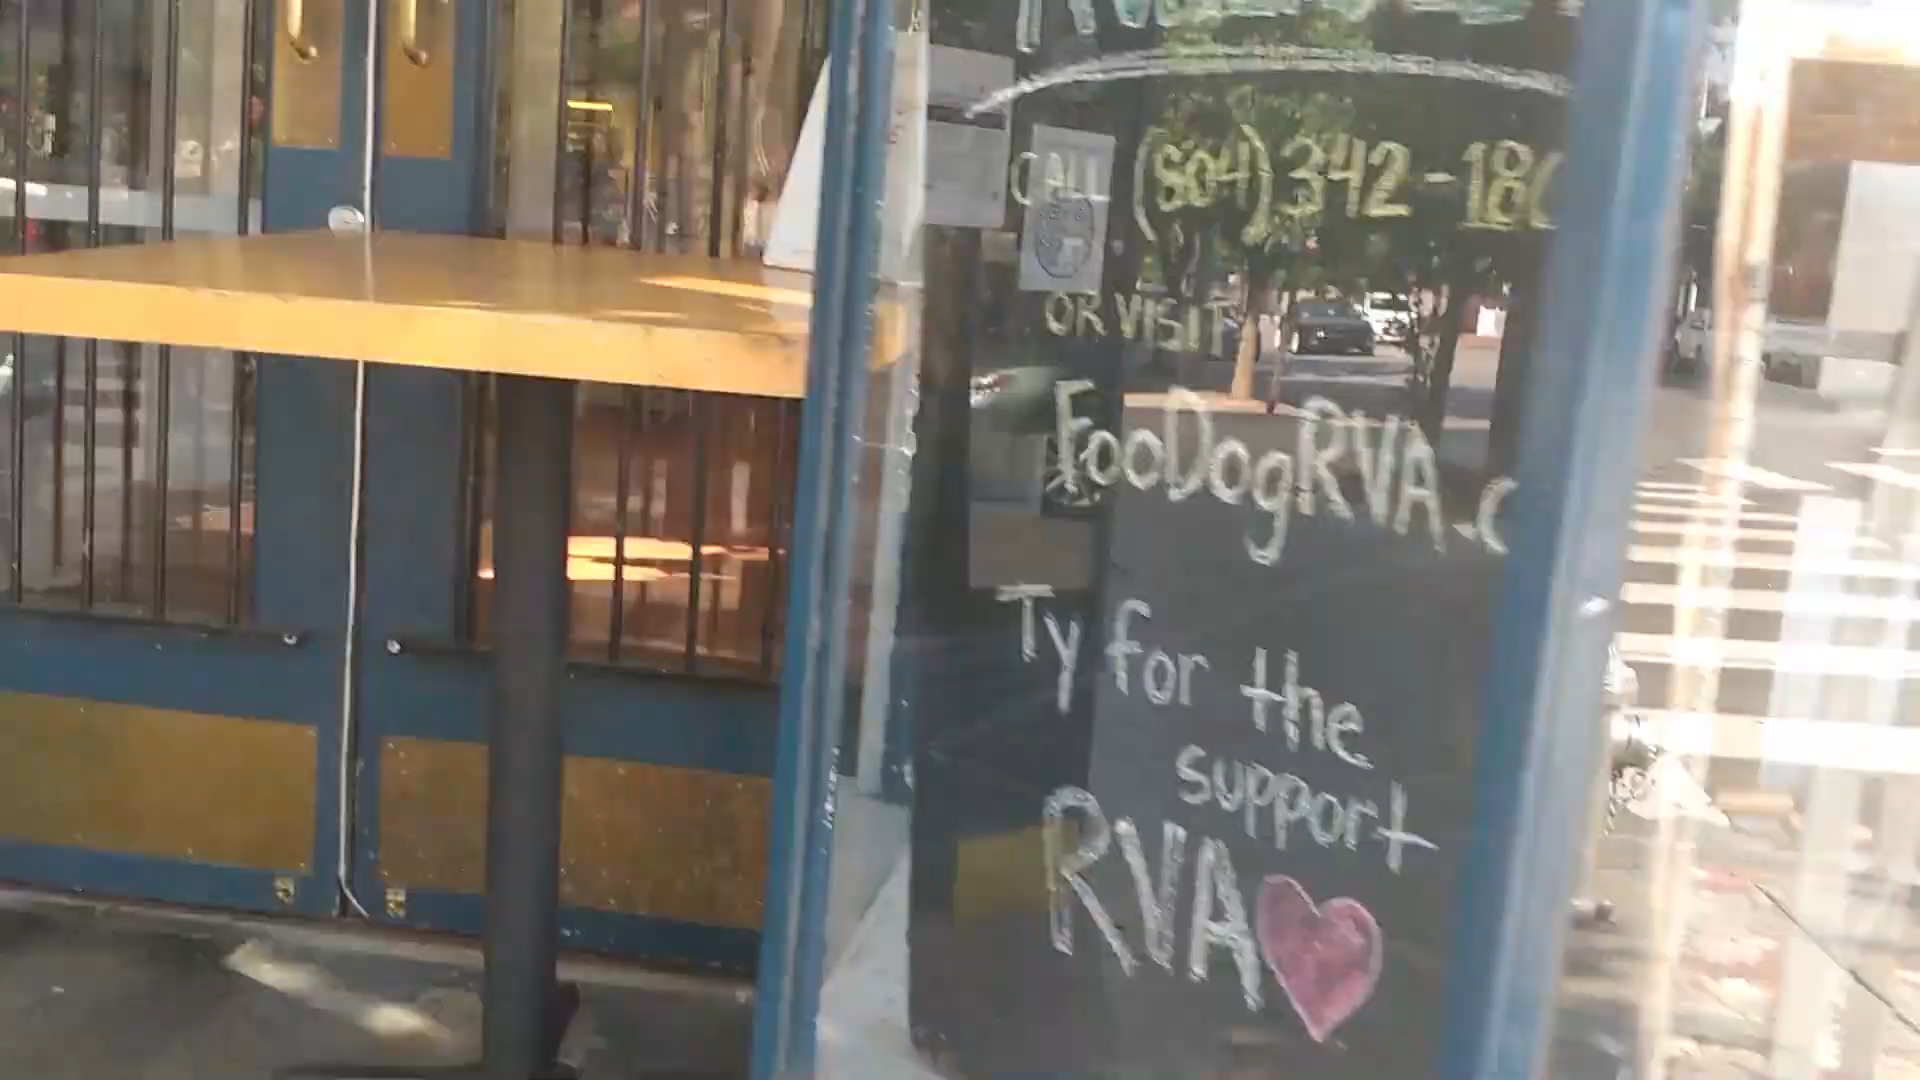 CALL (804) 342-18
OR VISIT
FooDogRVA.c
Ty for the
support
RVA